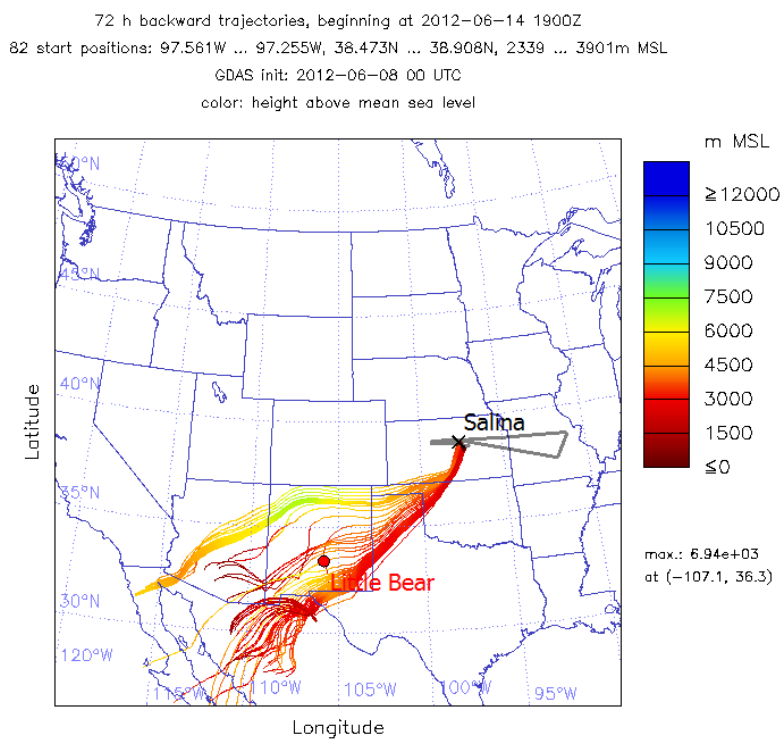 72 h backward trajectories, beginning at 2012-06-14 1900Z
82 start positions: 97.561W ... 97.255W, 38.473N ... 38.908N, 2339 ... 3901m MSL
GDAS init: 2012-06-08 00 UTC
color: height above mean sea level
m MSL
≥12000
10500
9000
7500
6000
4500
3000
1500
≤0
45°N
40°N
35°N
30°N
120°W
115°W
110°W
105°W
100°W
95°W
Salina
Little Bear
Latitude
Longitude
max.: 6.94e+03
at (-107.1, 36.3)